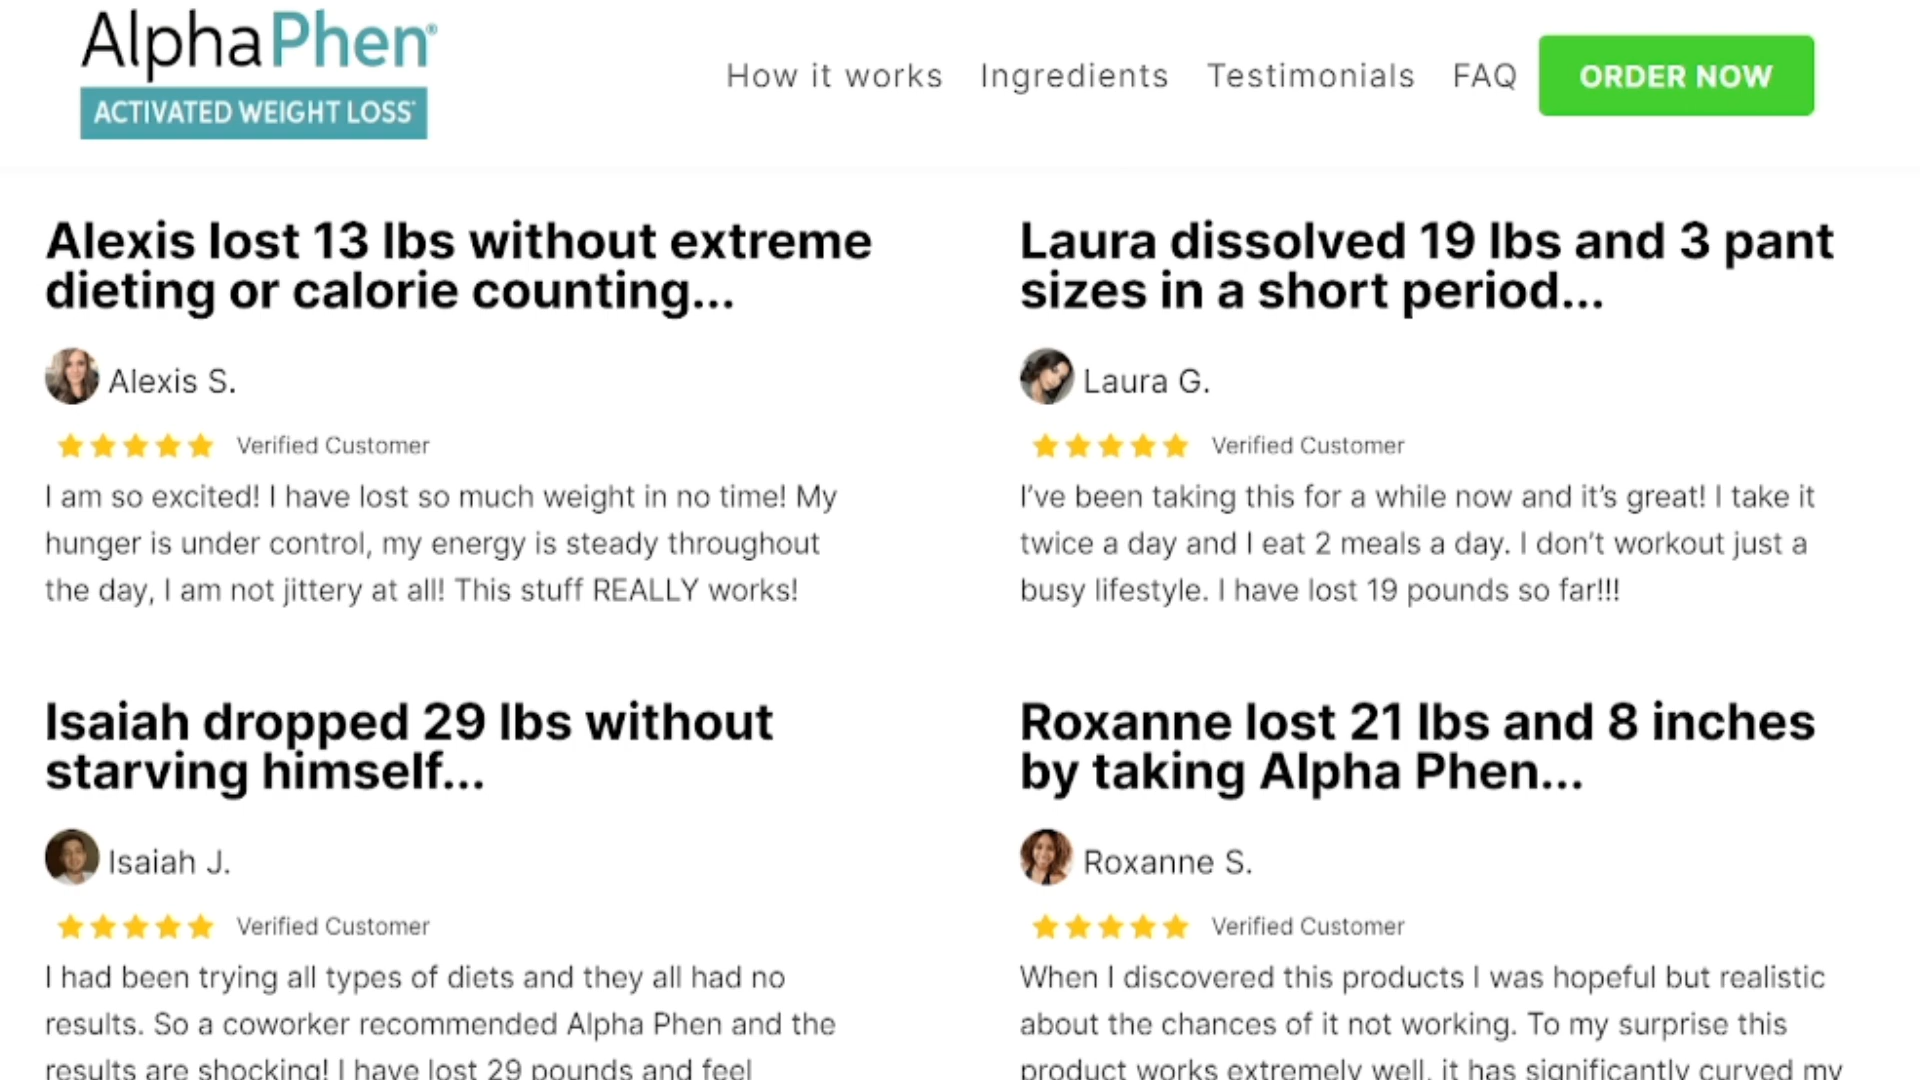 AlphaPhen®
ACTIVATED WEIGHT LOSS
How it works Ingredients Testimonials FAQ ORDER NOW
Alexis lost 13 lbs without extreme
dieting or calorie counting...
Alexis S.
Verified Customer
I am so excited! I have lost so much weight in no time! My
hunger is under control, my energy is steady throughout
the day, I am not jittery at all! This stuff REALLY works!
Laura dissolved 19 lbs and 3 pant
sizes in a short period...
Laura G.
Verified Customer
I've been taking this for a while now and it's great! I take it
twice a day and I eat 2 meals a day. I don't workout just a
busy lifestyle. I have lost 19 pounds so far!!!
Isaiah dropped 29 lbs without
starving himself...
Isaiah J.
Verified Customer
I had been trying all types of diets and they all had no
results. So a coworker recommended Alpha Phen and the
results are shocking! I have lost 29 pounds and feel
Roxanne lost 21 lbs and 8 inches
by taking Alpha Phen...
Roxanne S.
Verified Customer
When I discovered this products I was hopeful but realistic
about the chances of it not working. To my surprise this
product works extremely well, it has significantly curved my